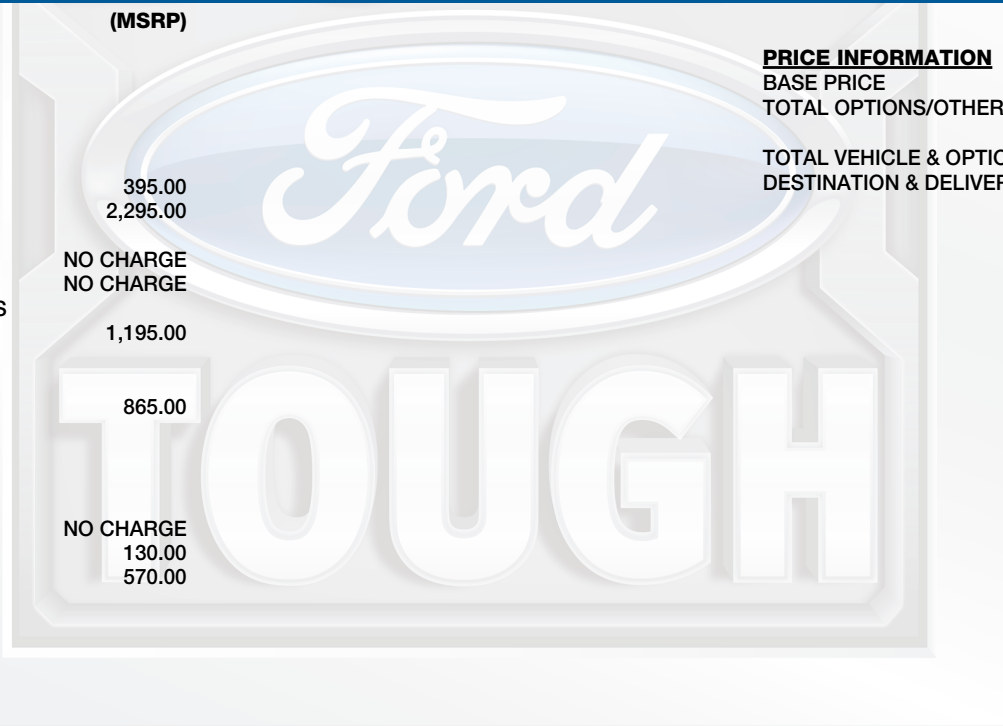 (MSRP)
395.00
2,295.00
NO CHARGE
NO CHARGE
S
1,195.00
865.00
NO CHARGE
130.00
570.00
PRICE INFORMATION
BASE PRICE
TOTAL OPTIONS/OTHER
TOTAL VEHICLE & OPTIO
DESTINATION & DELIVER
Ford
TOUGH